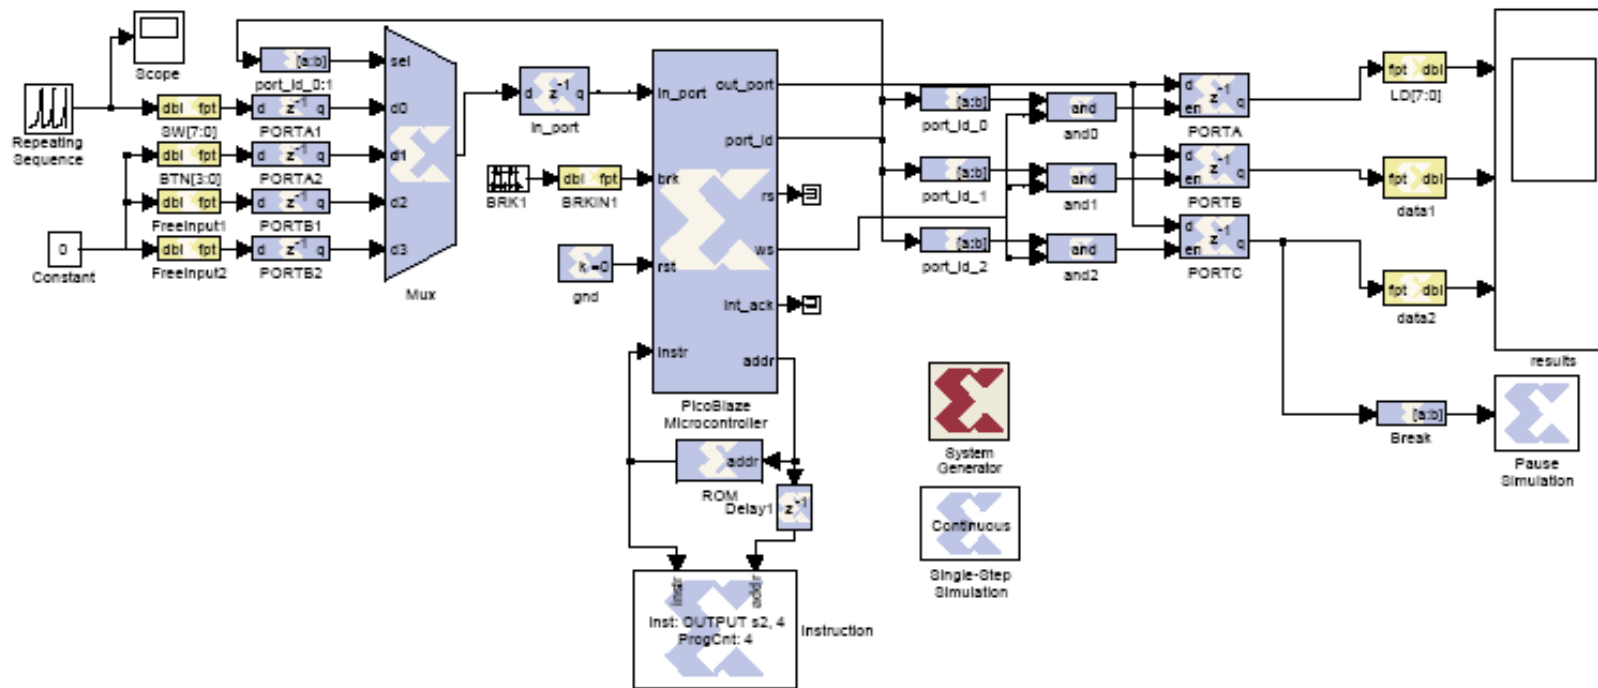 Scope
Repeating
Sequence
dbl fpt
SW[7:0]
dbl fpt
BTN[3:0]
dbl fpt
FreeInput1
dbl fpt
FreeInput2
0
Constant
[a:b]
port_id_0:1
d z⁻¹ q
PORTA1
d z⁻¹ q
PORTA2
d z⁻¹ q
PORTB1
d z⁻¹ q
PORTB2
sel
d0
d1
d2
d3
Mux
d z⁻¹ q
in_port
BRK1
dbl fpt
BRKIN1
k =0
gnd
in_port
brk
rst
instr
out_port
port_id
rs
ws
int_ack
addr
PicoBlaze
Microcontroller
addr
ROM
Delay1
z⁻¹
instr
addr
Inst: OUTPUT s2, 4
ProgCnt: 4
Instruction
[a:b]
port_id_0
[a:b]
port_id_1
[a:b]
port_id_2
and
and0
and
and1
and
and2
d
en
z⁻¹
q
PORTA
d
en
z⁻¹
q
PORTB
d
en
z⁻¹
q
PORTC
fpt dbl
LD[7:0]
fpt dbl
data1
fpt dbl
data2
results
[a:b]
Break
Pause
Simulation
System
Generator
Continuous
Single-Step
Simulation